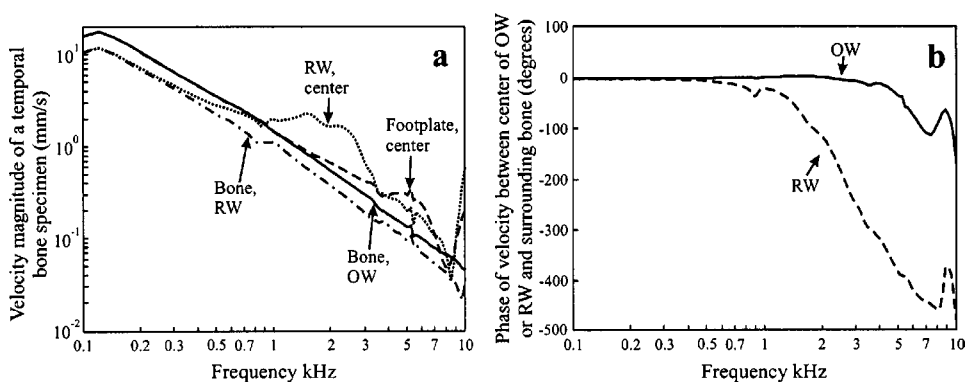 Velocity magnitude of a temporal
bone specimen (mm/s)
10^1
10^0
10^-1
10^-2
a
RW,
center
Footplate,
center
Bone,
RW
Bone,
OW
0.1 0.2 0.3 0.5 0.7 1 2 3 5 7 10
Frequency kHz
Phase of velocity between center of OW
or RW and surrounding bone (degrees)
100
0
-100
-200
-300
-400
-500
b
OW
RW
0.1 0.2 0.3 0.5 0.7 1 2 3 5 7 10
Frequency kHz